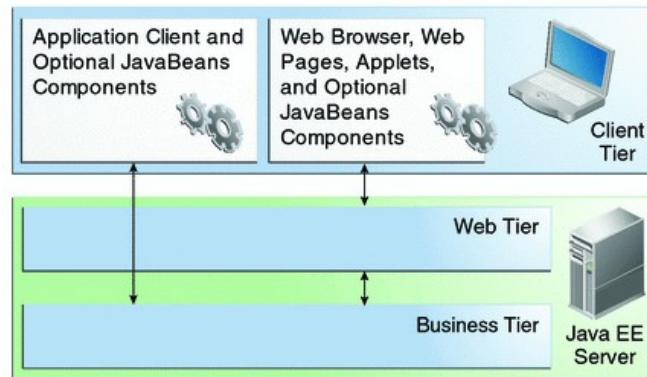 Application Client and
Optional JavaBeans
Components
Web Browser, Web
Pages, Applets,
and Optional
JavaBeans
Components
Client
Tier
Web Tier
Business Tier
Java EE
Server